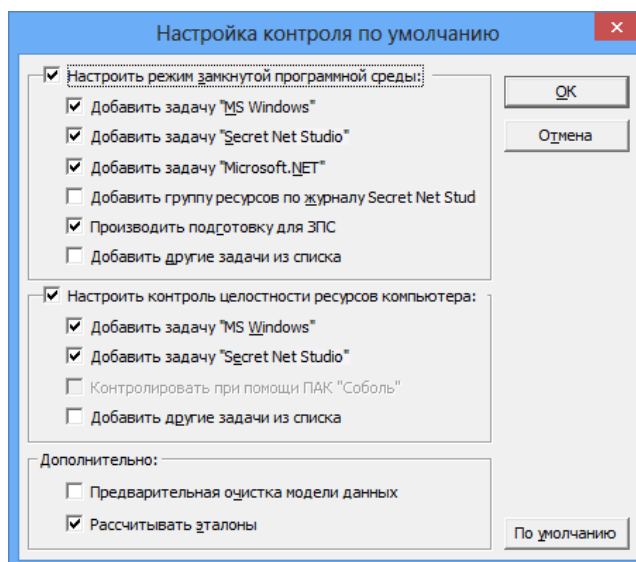 Настройка контроля по умолчанию
Настроить режим замкнутой программной среды:
Добавить задачу "MS Windows"
Добавить задачу "Secret Net Studio"
Добавить задачу "Microsoft.NET"
Добавить группу ресурсов по журналу Secret Net Stud
Производить подготовку для ЗПС
Добавить другие задачи из списка
Настроить контроль целостности ресурсов компьютера:
Добавить задачу "MS Windows"
Добавить задачу "Secret Net Studio"
Контролировать при помощи ПАК "Соболь"
Добавить другие задачи из списка
Дополнительно:
Предварительная очистка модели данных
Рассчитывать эталоны
OK
Отмена
По умолчанию